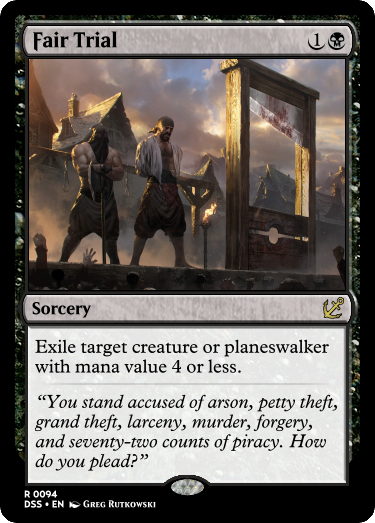 Fair Trial 1
Sorcery
Exile target creature or planeswalker
with mana value 4 or less.
“You stand accused of arson, petty theft,
grand theft, larceny, murder, forgery,
and seventy-two counts of piracy. How
do you plead?”
R 0094
DSS • EN Greg Rutkowski